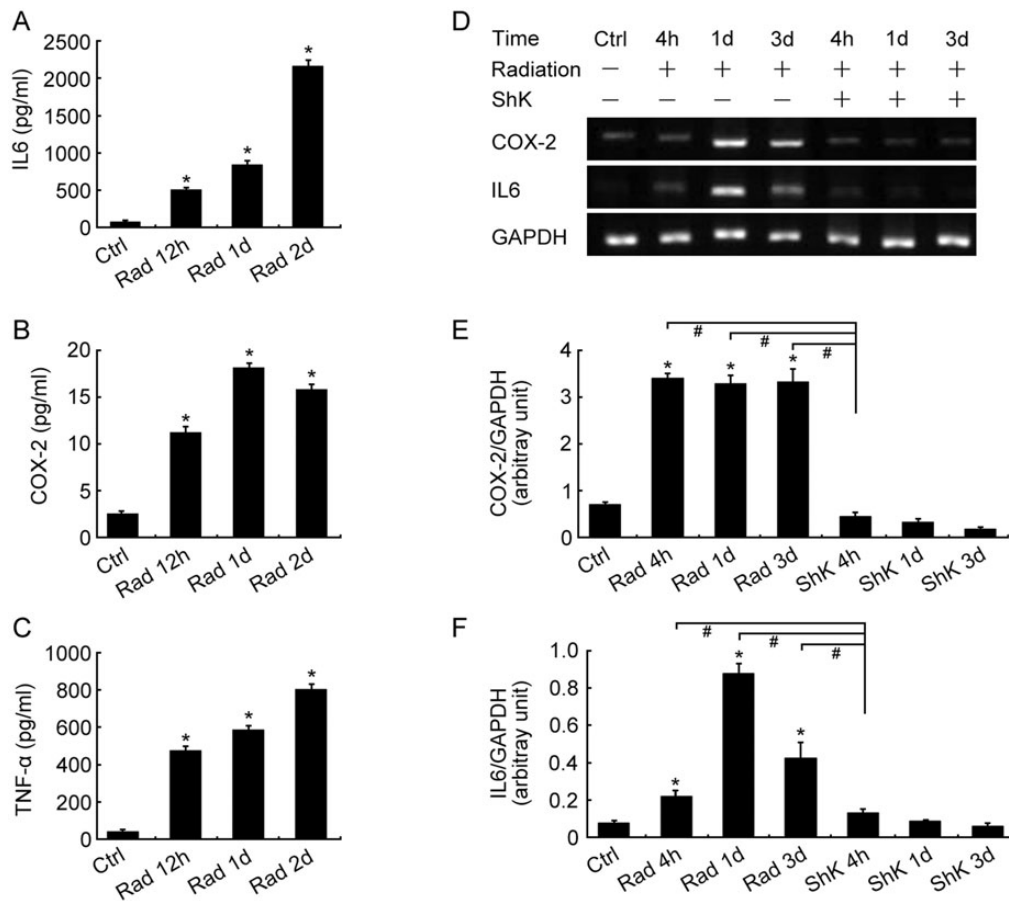 A
2500
2000
1500
1000
500
0
IL6 (pg/ml)
*
*
*
Ctrl
Rad 12h
Rad 1d
Rad 2d
B
20
15
10
5
0
COX-2 (pg/ml)
*
*
*
Ctrl
Rad 12h
Rad 1d
Rad 2d
C
1000
800
600
400
200
0
TNF-α (pg/ml)
*
*
*
Ctrl
Rad 12h
Rad 1d
Rad 2d
D
Time Ctrl 4h 1d 3d 4h 1d 3d
Radiation − + + + + + +
ShK − − − − + + +
COX-2
IL6
GAPDH
E
# # #
4
3
2
1
0
COX-2/GAPDH
(arbitray unit)
* * *
Ctrl
Rad 4h
Rad 1d
Rad 3d
ShK 4h
ShK 1d
ShK 3d
F
# # #
1.0
0.8
0.6
0.4
0.2
0
IL6/GAPDH
(arbitray unit)
*
*
*
Ctrl
Rad 4h
Rad 1d
Rad 3d
ShK 4h
ShK 1d
ShK 3d